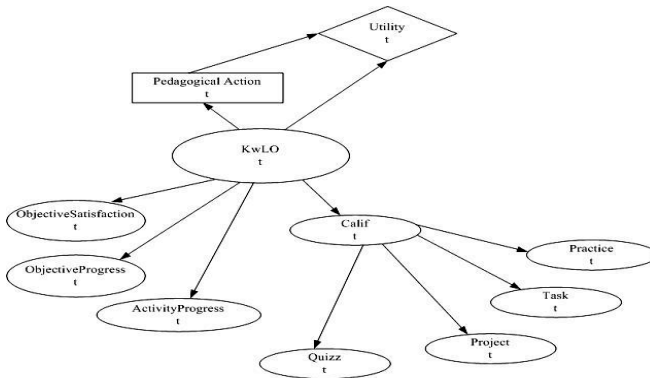 Utility
t
Pedagogical Action
t
KwLO
t
ObjectiveSatisfaction
t
Calif
t
Practice
t
ObjectiveProgress
t
Task
t
ActivityProgress
t
Project
t
Quizz
t